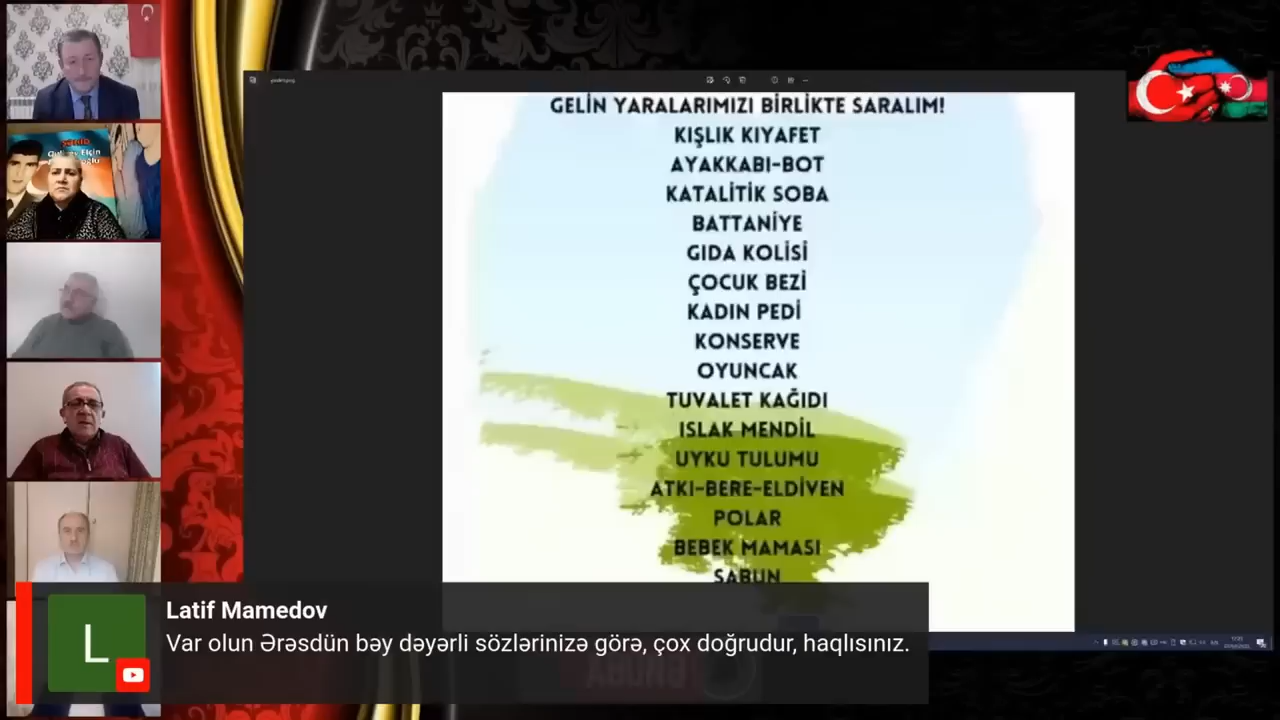 GELİN YARALARIMIZI BİRLİKTE SARALIM!
KIŞLIK KIYAFET
AYAKKABI-BOT
KATALİTİK SOBA
BATTANİYE
GIDA KOLİSİ
ÇOCUK BEZİ
KADIN PEDİ
KONSERVE
OYUNCAK
TUVALET KAĞIDI
ISLAK MENDİL
UYKU TULUMU
ATKI-BERE-ELDİVEN
POLAR
BEBEK MAMASI
SABUN
L
Latif Mamedov
Var olun Ərəsdün bəy dəyərli sözlərinizə görə, çox doğrudur, haqlısınız.
ABUNƏ